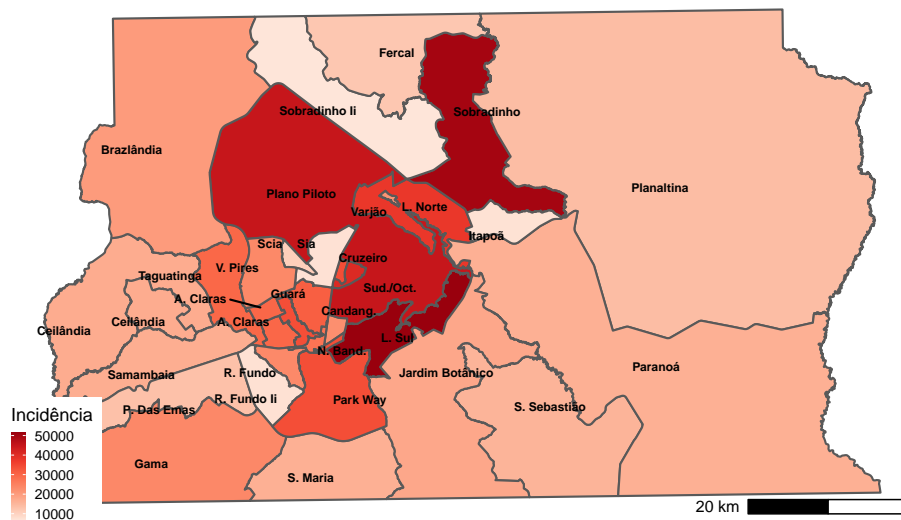 Fercal
Sobradinho Ii
Sobradinho
Brazlândia
Planaltina
Plano Piloto
L. Norte
Varjão
Itapoã
Scia
Sia
Cruzeiro
V. Pires
Taguatinga
Sud./Oct.
Guará
A. Claras
Candang.
Ceilândia
Ceilândia
A. Claras
L. Sul
N. Band.
Samambaia
R. Fundo
Jardim Botânico
Paranoá
R. Fundo Ii
Park Way
P. Das Emas
S. Sebastião
Incidência
50000
40000
30000
20000
10000
Gama
S. Maria
20 km